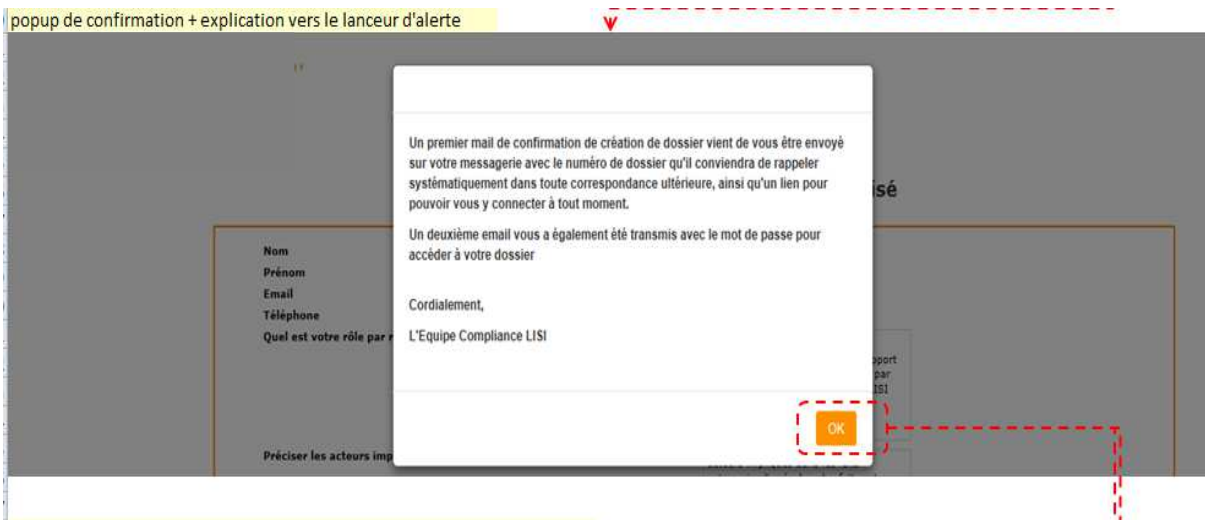 popup de confirmation + explication vers le lanceur d'alerte
Un premier mail de confirmation de création de dossier vient de vous être envoyè
sur votre messagerie avec le numéro de dossier qu'il conviendra de rappeler
systématiquement dans toute correspondance ultérieure, ainsi qu'un lien pour
pouvoir vous y connecter à tout moment.
Un deuxième email vous a également été transmis avec le mot de passe pour
accéder à votre dossier
Cordialement,
L'Equipe Compliance LISI
OK
isé
Nom
Prénom
Email
Téléphone
Quel est votre rôle par r
pport
par
ISI
Préciser les acteurs imp